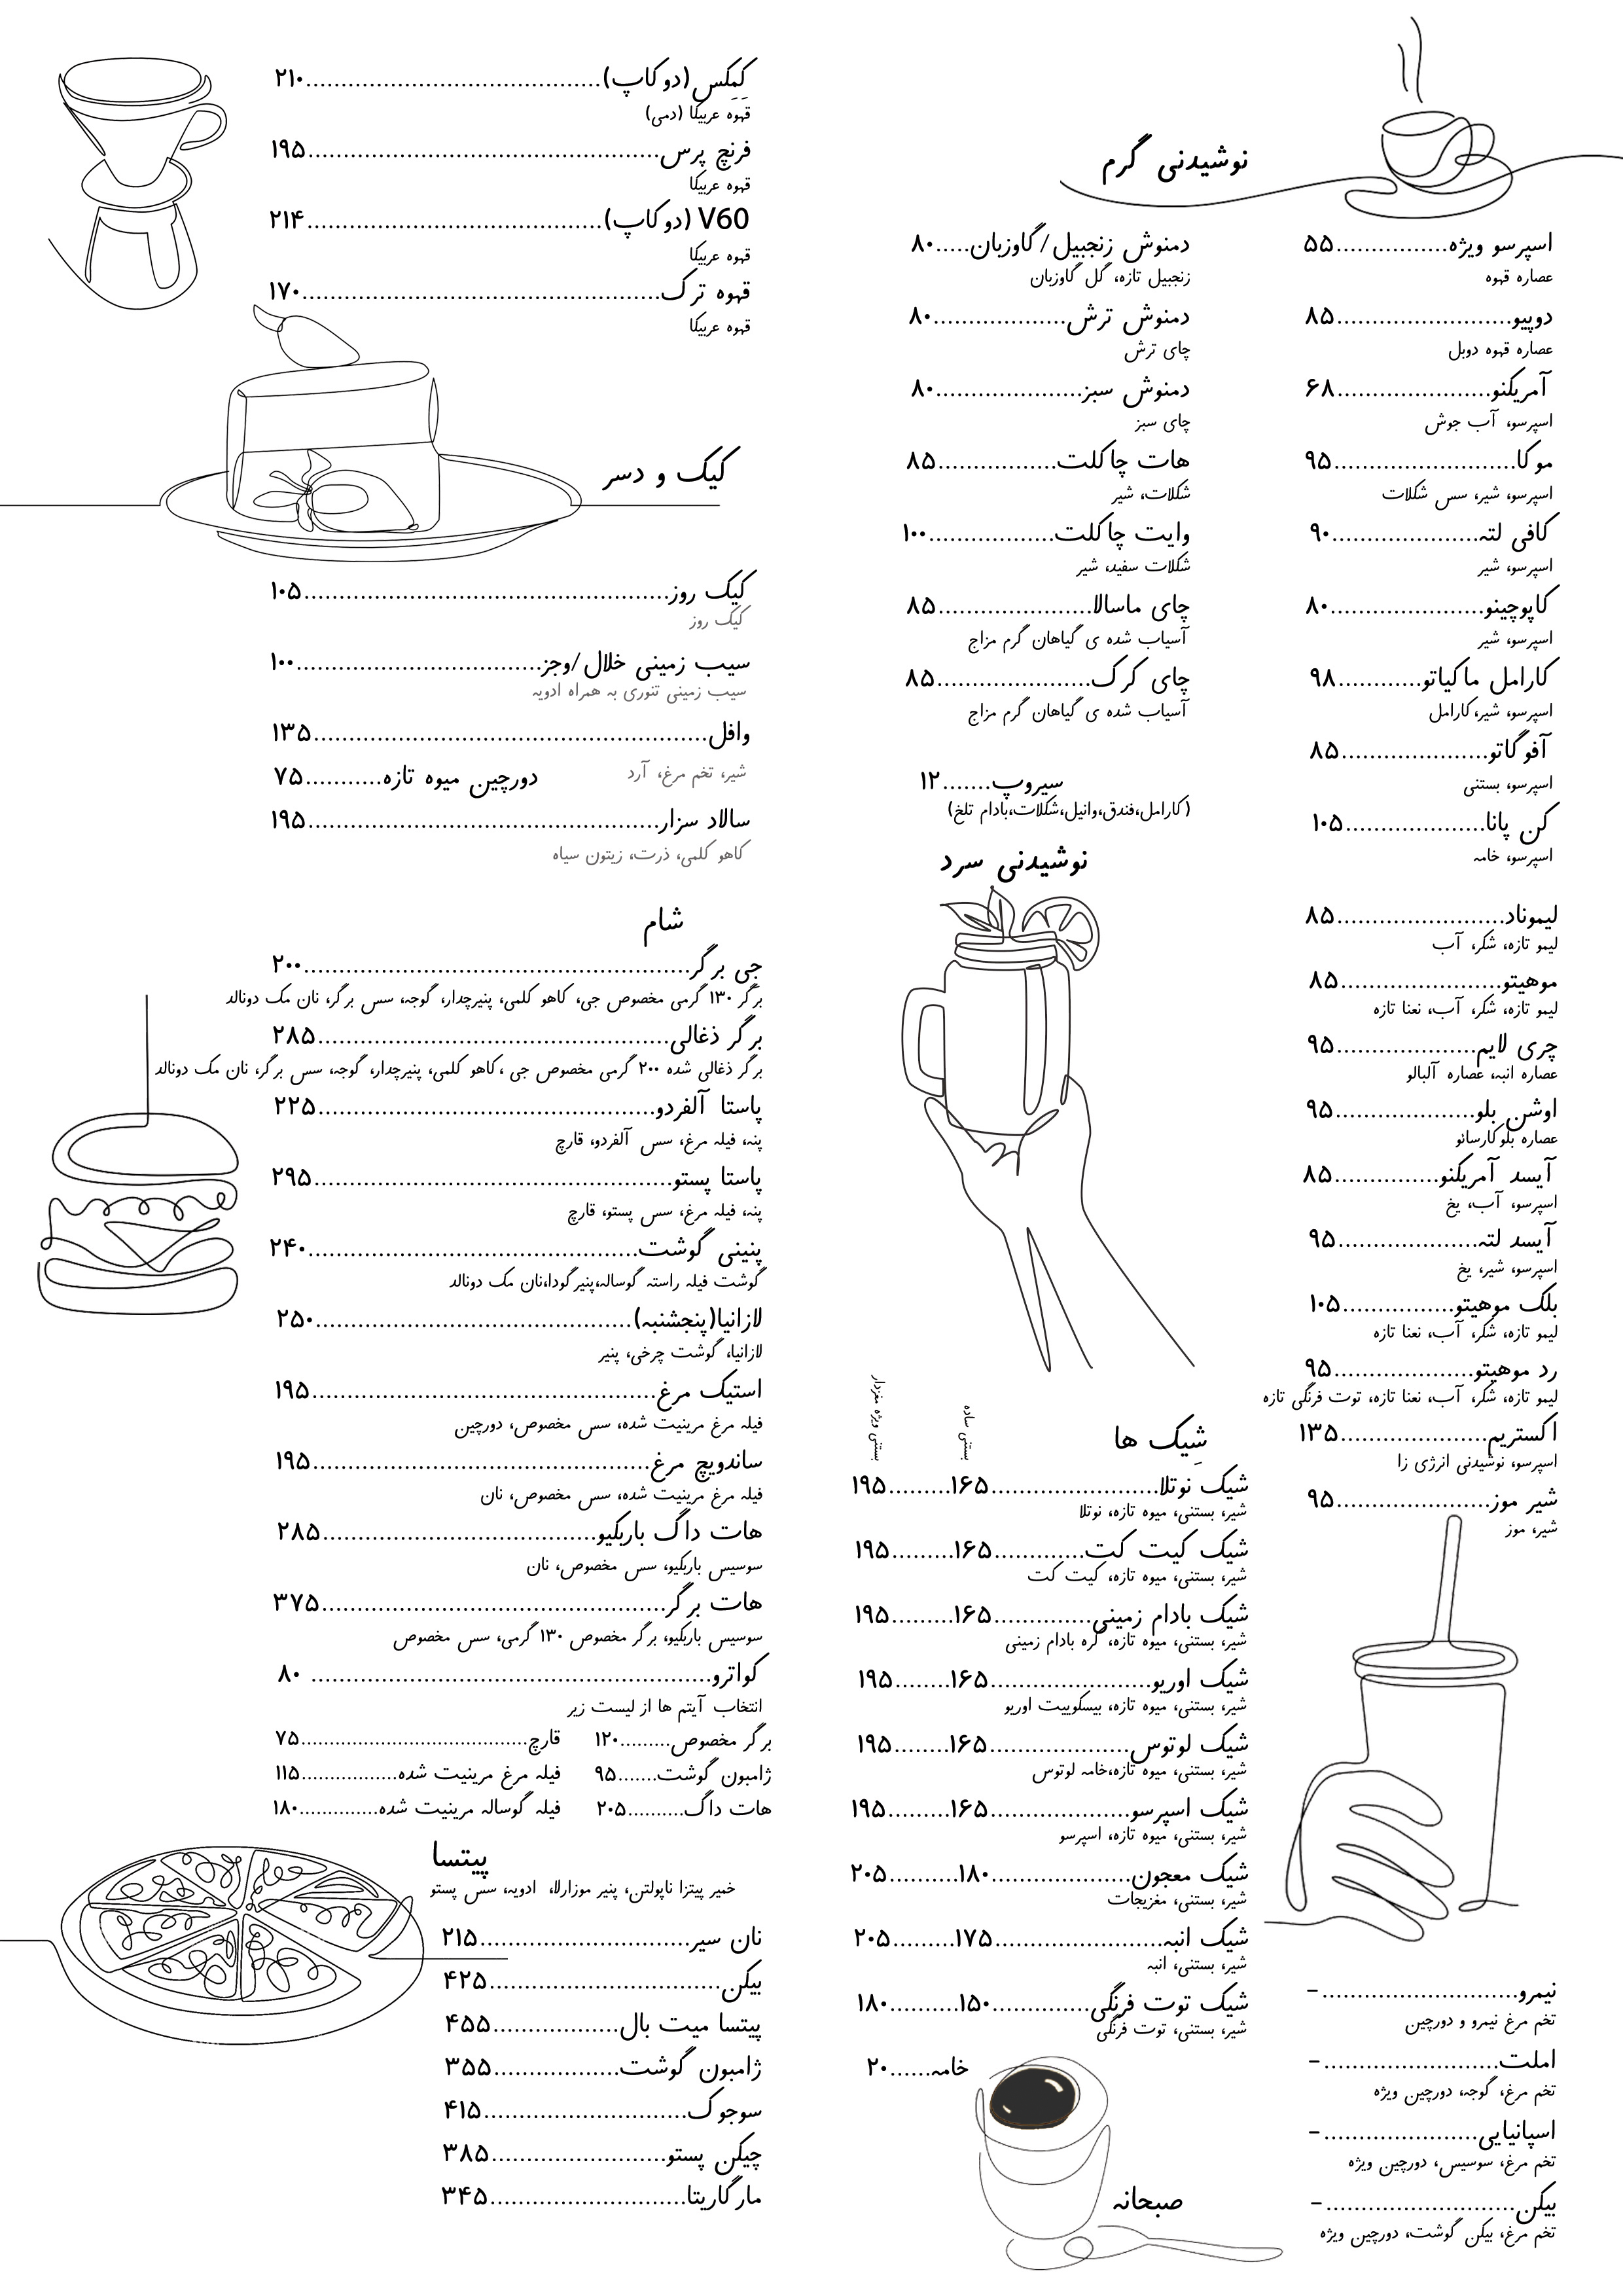 نوشیدنی گرم
اسپرسو ویژه................۵۵
عصاره قهوه
دوپیو.........................۸۵
عصاره قهوه دوبل
آمریکنو......................۶۸
اسپرسو، آب جوش
موکا..........................۹۵
اسپرسو، شیر، سس شکلات
کافی لته.....................۹۰
اسپرسو، شیر
کاپوچینو......................۸۰
اسپرسو، شیر
کارامل ماکیاتو............۹۸
اسپرسو، شیر،کارامل
آفوگاتو.....................۸۵
اسپرسو، بستنی
کن پانا....................۱۰۵
اسپرسو، خامه
دمنوش زنجبیل/گاوزبان.....۸۰
زنجبیل تازه، گل گاوزبان
دمنوش ترش...................۸۰
چای ترش
دمنوش سبز.....................۸۰
چای سبز
هات چاکلت.................۸۵
شکلات، شیر
وایت چاکلت..................۱۰۰
شکلات سفید، شیر
چای ماسالا......................۸۵
آسیاب شده ی گیاهان گرم مزاج
چای کرک......................۸۵
آسیاب شده ی گیاهان گرم مزاج
سیروپ.......۱۲
(کارامل،فندق،وانیل،شکلات،بادام تلخ)
نوشیدنی سرد
لیموناد........................۸۵
لیمو تازه، شکر، آب
موهیتو........................۸۵
لیمو تازه، شکر، آب، نعنا تازه
چری لایم....................۹۵
عصاره انبه، عصاره آلبالو
اوشن بلو....................۹۵
عصاره بلوکارسائو
آیسد آمریکنو...............۸۵
اسپرسو، آب، یخ
آیسد لته....................۹۵
اسپرسو، شیر، یخ
بلک موهیتو................۱۰۵
لیمو تازه، شکر، آب، نعنا تازه
رد موهیتو...................۹۵
لیمو تازه، شکر، آب، نعنا تازه، توت فرنگی تازه
اکستریم.....................۱۳۵
اسپرسو، نوشیدنی انرژی زا
شیر موز......................۹۵
شیر، موز
شیک ها
بستنی ساده
بستنی ویژه مغزدار
شیک نوتلا........................۱۶۵.........۱۹۵
شیر، بستنی، میوه تازه، نوتلا
شیک کیت کت.............۱۶۵.........۱۹۵
شیر، بستنی، میوه تازه، کیت کت
شیک بادام زمینی..............۱۶۵.........۱۹۵
شیر، بستنی، میوه تازه، کره بادام زمینی
شیک اوریو.......................۱۶۵........۱۹۵
شیر، بستنی، میوه تازه، بیسکوییت اوریو
شیک لوتوس....................۱۶۵........۱۹۵
شیر، بستنی، میوه تازه،خامه لوتوس
شیک اسپرسو....................۱۶۵.........۱۹۵
شیر، بستنی، میوه تازه، اسپرسو
شیک معجون....................۱۸۰..........۲۰۵
شیر، بستنی، مغزیجات
شیک انبه........................۱۷۵.........۲۰۵
شیر، بستنی، انبه
شیک توت فرنگی..............۱۵۰..........۱۸۰
شیر، بستنی، توت فرنگی
خامه......۲۰
صبحانه
نیمرو............................–
تخم مرغ نیمرو و دورچین
املت.........................–
تخم مرغ، گوجه، دورچین ویژه
اسپانیایی......................–
تخم مرغ، سوسیس، دورچین ویژه
بیکن...........................–
تخم مرغ، بیکن گوشت، دورچین ویژه
کِمِکس(دوکاپ)..........................................۲۱۰
قهوه عربیکا (دمی)
فرنچ پرس..................................................۱۹۵
قهوه عربیکا
V60 (دوکاپ)..........................................۲۱۴
قهوه عربیکا
قهوه ترک...................................................۱۷۰
قهوه عربیکا
کیک و دسر
کیک روز....................................................۱۰۵
کیک روز
سیب زمینی خلال/وجز...................................۱۰۰
سیب زمینی تنوری به همراه ادویه
وافل........................................................۱۳۵
شیر، تخم مرغ، آرد
دورچین میوه تازه...........۷۵
سالاد سزار..................................................۱۹۵
کاهو کلمی، ذرت، زیتون سیاه
شام
جی برگر.......................................................۲۰۰
برگر ۱۳۰ گرمی مخصوص جی، کاهو کلمی، پنیرچدار، گوجه، سس برگر، نان مک دونالد
برگر ذغالی..................................................۲۸۵
برگر ذغالی شده ۲۰۰ گرمی مخصوص جی ،کاهو کلمی، پنیرچدار، گوجه، سس برگر، نان مک دونالد
پاستا آلفردو................................................۲۲۵
پنه، فیله مرغ، سس آلفردو، قارچ
پاستا پستو...................................................۲۹۵
پنه، فیله مرغ، سس پستو، قارچ
پنینی گوشت...............................................۲۴۰
گوشت فیله راسته گوساله،پنیرگودا،نان مک دونالد
لازانیا(پنجشنبه).............................................۲۵۰
لازانیا، گوشت چرخی، پنیر
استیک مرغ.................................................۱۹۵
فیله مرغ مرینیت شده، سس مخصوص، دورچین
ساندویچ مرغ................................................۱۹۵
فیله مرغ مرینیت شده، سس مخصوص، نان
هات داگ باربکیو.......................................۲۸۵
سوسیس باربکیو، سس مخصوص، نان
هات برگر.................................................۳۷۵
سوسیس باربکیو، برگر مخصوص ۱۳۰ گرمی، سس مخصوص
کواترو......................................................... ۸۰
انتخاب آیتم ها از لیست زیر
برگر مخصوص.........۱۲۰
قارچ.........................................۷۵
ژامبون گوشت.......۹۵
فیله مرغ مرینیت شده.................۱۱۵
هات داگ..........۲۰۵
فیله گوساله مرینیت شده..............۱۸۰
پیتسا
خمیر پیتزا ناپولتن، پنیر موزارلا، ادویه، سس پستو
نان سیر..............................۲۱۵
بیکن.................................۴۲۵
پیتسا میت بال..................۴۵۵
ژامبون گوشت..................۳۵۵
سوجوک.............................۴۱۵
چیکن پستو.........................۳۸۵
مارگاریتا............................۳۴۵